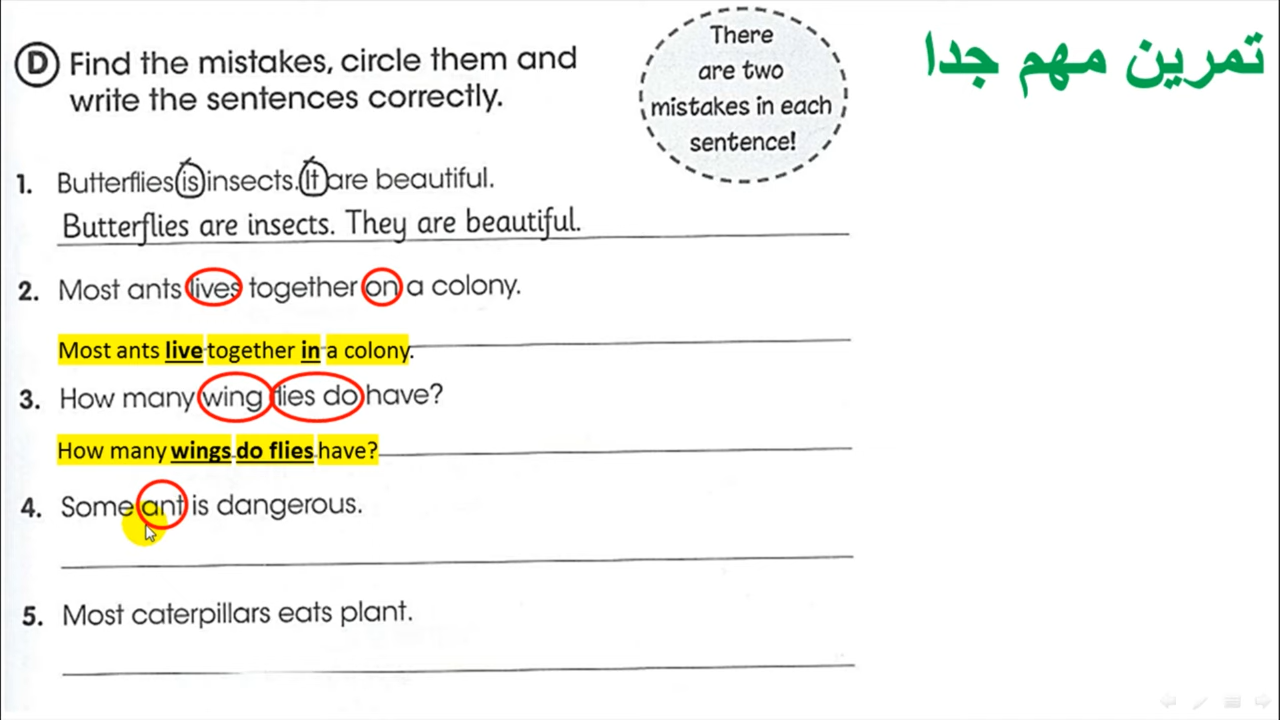 تمرين مهم جدا
D Find the mistakes, circle them and
write the sentences correctly.
There
are two
mistakes in each
sentence!
1. Butterflies is insects. It are beautiful.
Butterflies are insects. They are beautiful.
2. Most ants lives together on a colony.
Most ants live together in a colony.
3. How many wing flies do have?
How many wings do flies have?
4. Some ant is dangerous.
5. Most caterpillars eats plant.